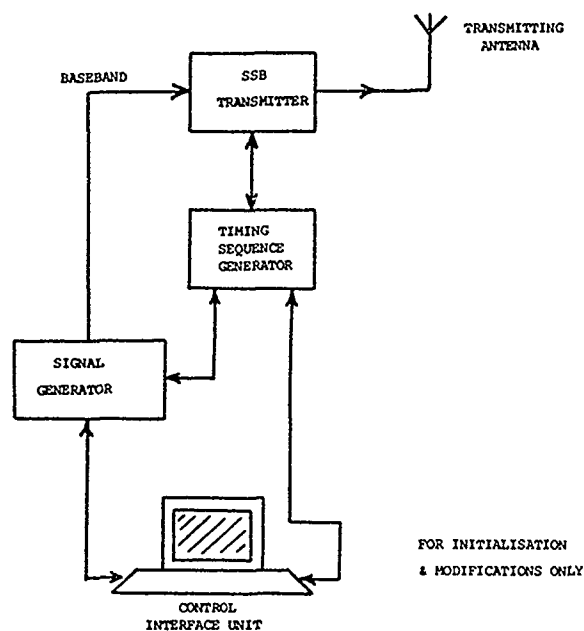 TRANSMITTING
ANTENNA
BASEBAND
SSB
TRANSMITTER
TIMING
SEQUENCE
GENERATOR
SIGNAL
GENERATOR
FOR INITIALISATION
& MODIFICATIONS ONLY
CONTROL
INTERFACE UNIT